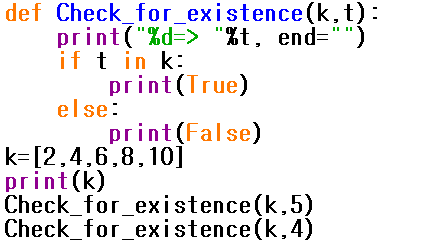 def Check_for_existence(k,t):
    print("%d=> "%t, end="")
    if t in k:
        print(True)
    else:
        print(False)
k=[2,4,6,8,10]
print(k)
Check_for_existence(k,5)
Check_for_existence(k,4)